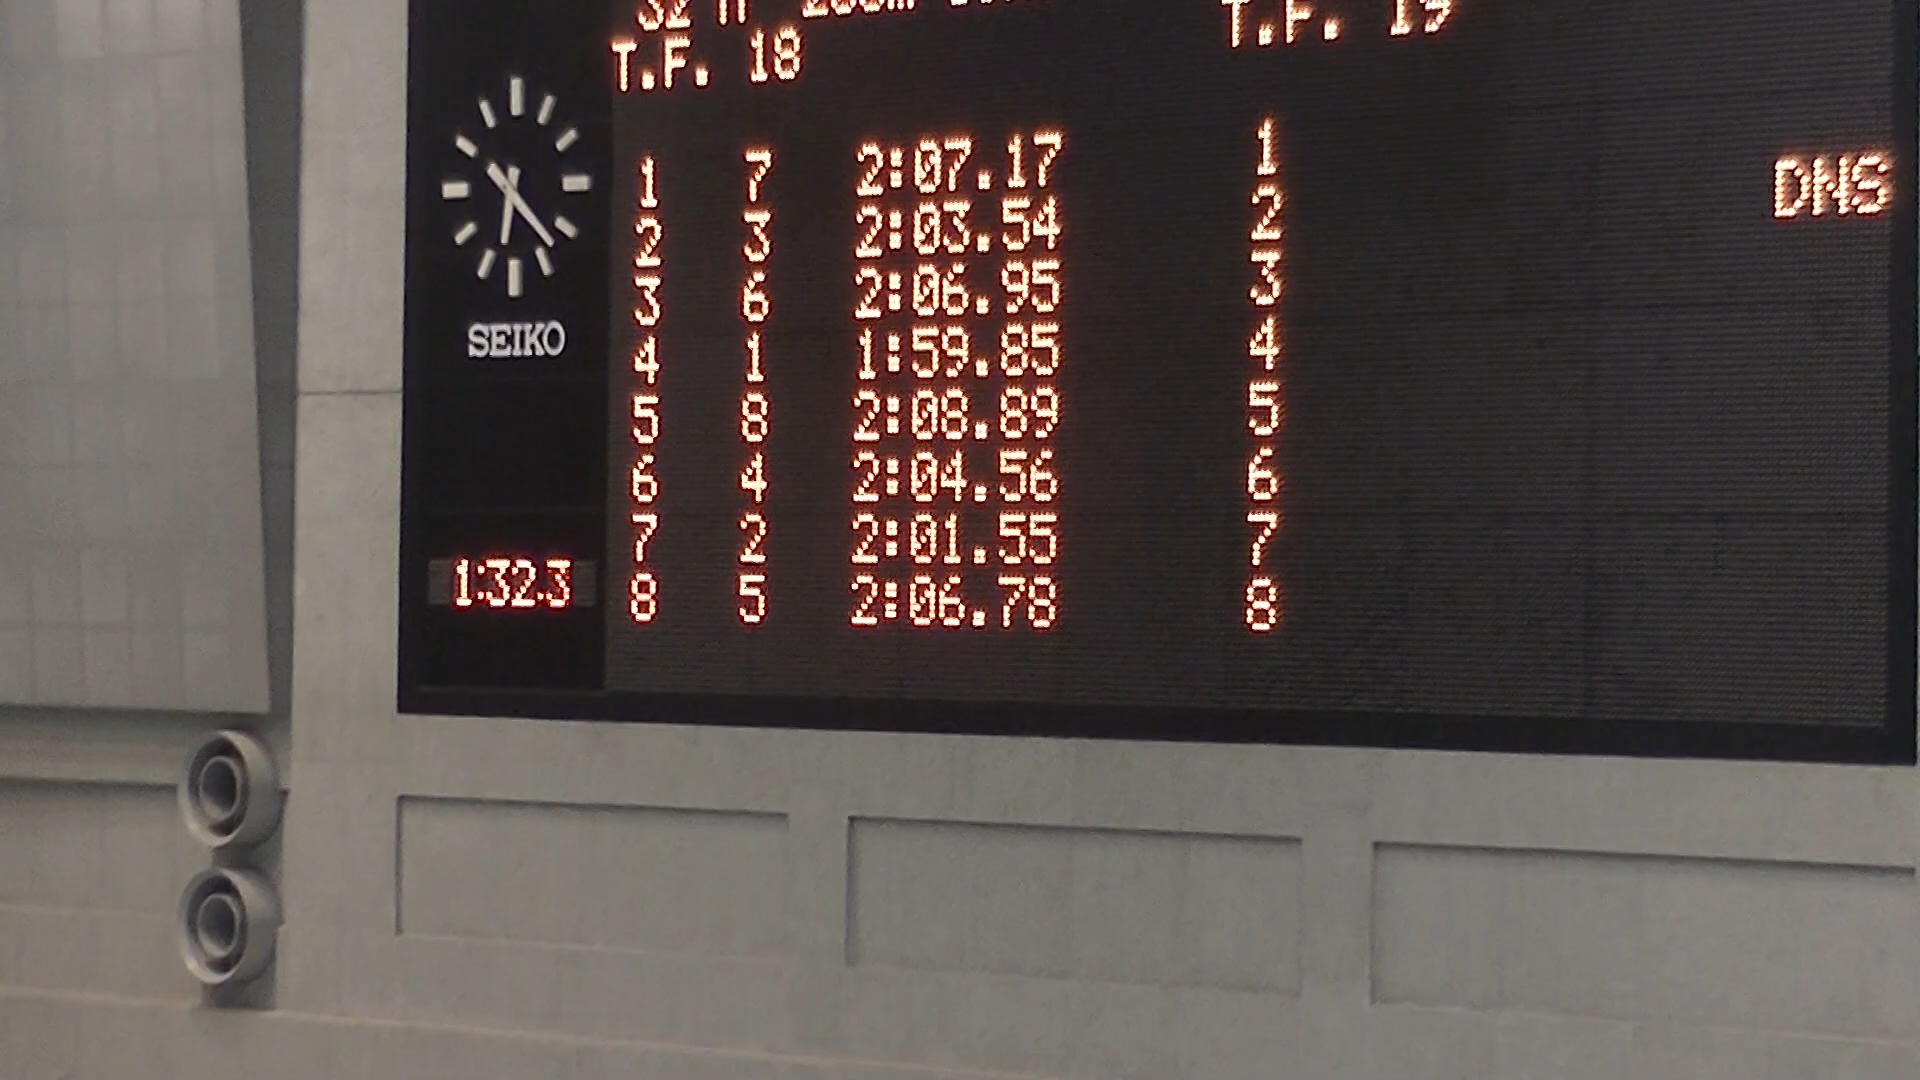 T.F. 18 T.F. 19
1 7 2:07.17 1 DNS
2 3 2:03.54 2
3 6 2:06.95 3
4 1 1:59.85 4
5 8 2:08.89 5
6 4 2:04.56 6
7 2 2:01.55 7
8 5 2:06.78 8
SEIKO
1:32.3